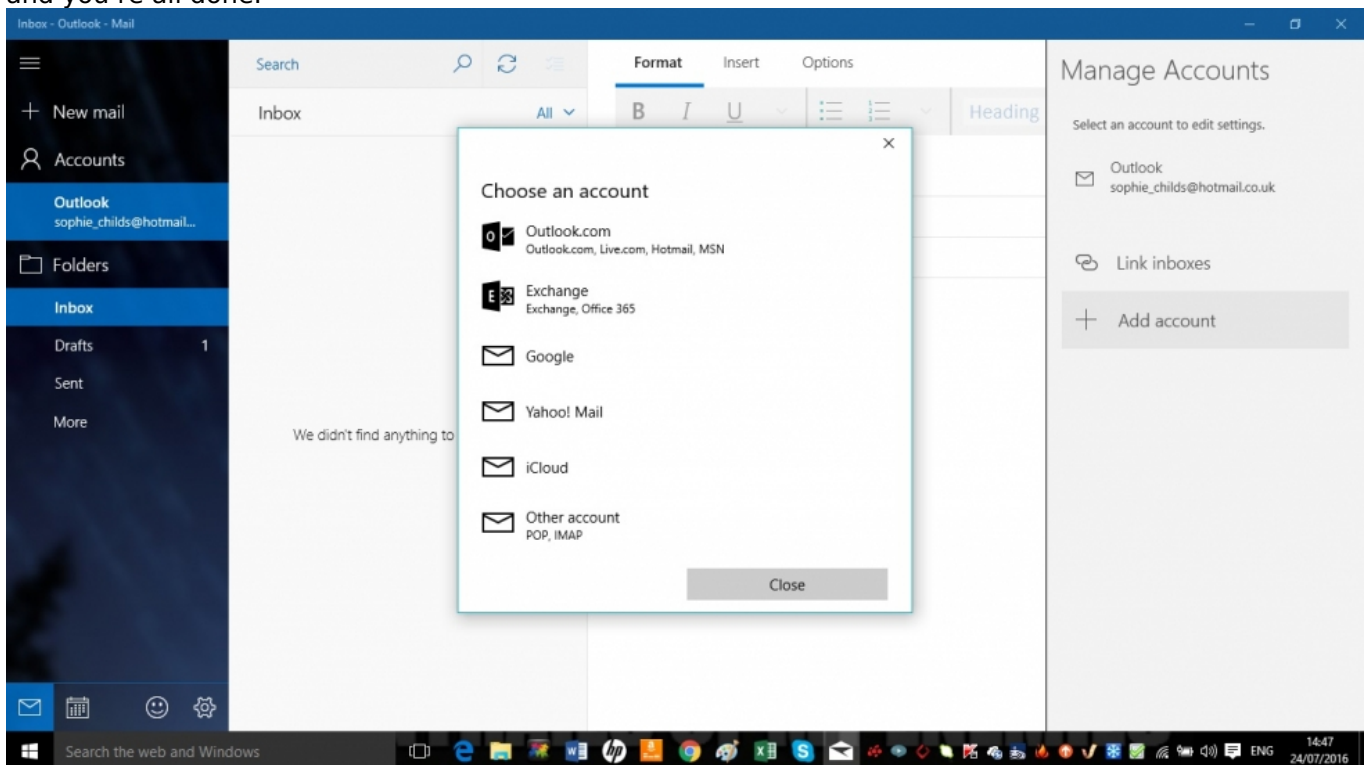 and you're all done.
Inbox - Outlook - Mail
New mail
Accounts
Outlook
sophie_childs@hotmail...
Folders
Inbox
Drafts 1
Sent
More
Search
Inbox All
We didn't find anything to
Format Insert Options
B I U Heading
Choose an account
Outlook.com
Outlook.com, Live.com, Hotmail, MSN
Exchange
Exchange, Office 365
Google
Yahoo! Mail
iCloud
Other account
POP, IMAP
Close
Manage Accounts
Select an account to edit settings.
Outlook
sophie_childs@hotmail.co.uk
Link inboxes
Add account
Search the web and Windows
ENG
14:47
24/07/2016